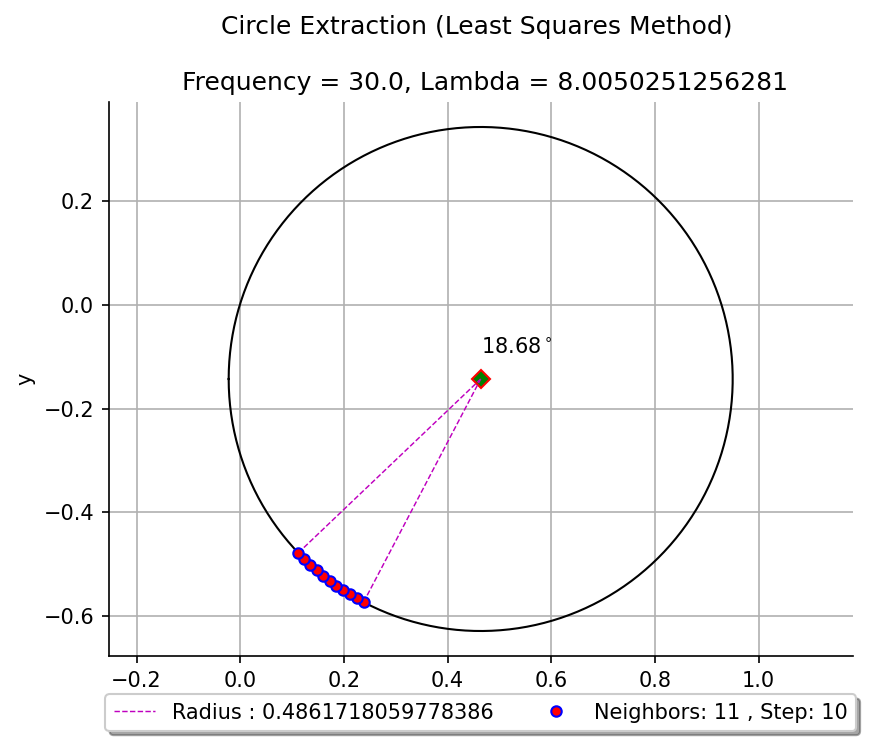 Circle Extraction (Least Squares Method)
Frequency = 30.0, Lambda = 8.0050251256281
0.2
0.0
−0.2
−0.4
−0.6
y
18.68°
−0.2
0.0
0.2
0.4
0.6
0.8
1.0
Radius : 0.4861718059778386
Neighbors: 11 , Step: 10